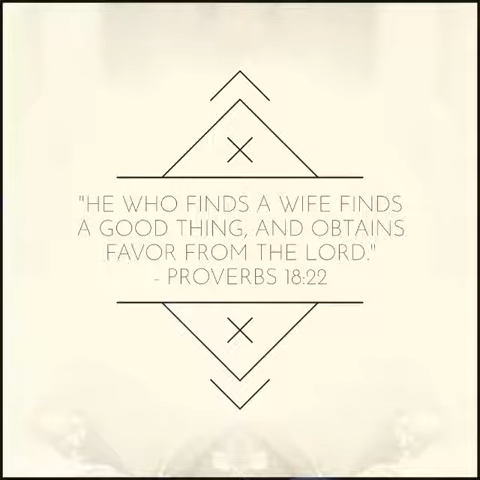 "HE WHO FINDS A WIFE FINDS
A GOOD THING, AND OBTAINS
FAVOR FROM THE LORD."
- PROVERBS 18:22